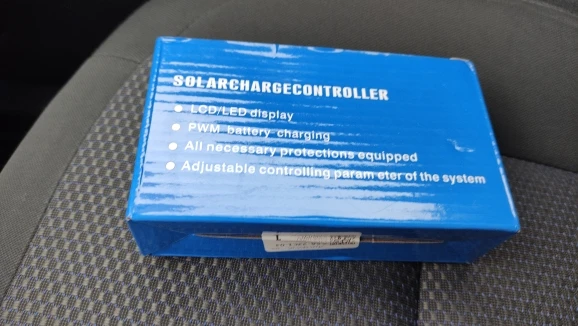 SOLARCHARGECONTROLLER
LCD/LED display
PWM battery charging
All necessary protections equipped
Adjustable controlling param eter of the system